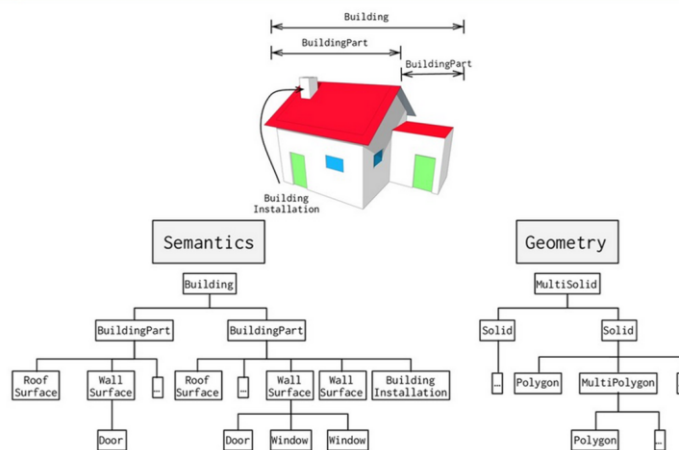 Building
BuildingPart
BuildingPart
Building
Installation
Semantics
Geometry
Building
MultiSolid
BuildingPart
BuildingPart
Solid
Solid
Roof
Surface
Wall
Surface
...
Roof
Surface
...
Wall
Surface
Wall
Surface
Building
Installation
...
Polygon
MultiPolygon
Door
Door
Window
Window
Polygon
...